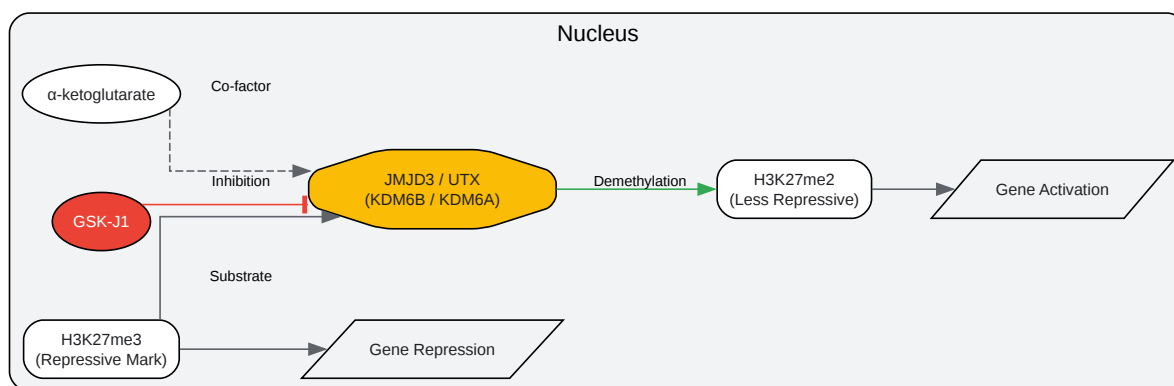 Nucleus
α-ketoglutarate
Co-factor
Inhibition
JMJD3 / UTX
(KDM6B / KDM6A)
Demethylation
H3K27me2
(Less Repressive)
Gene Activation
GSK-J1
Substrate
H3K27me3
(Repressive Mark)
Gene Repression